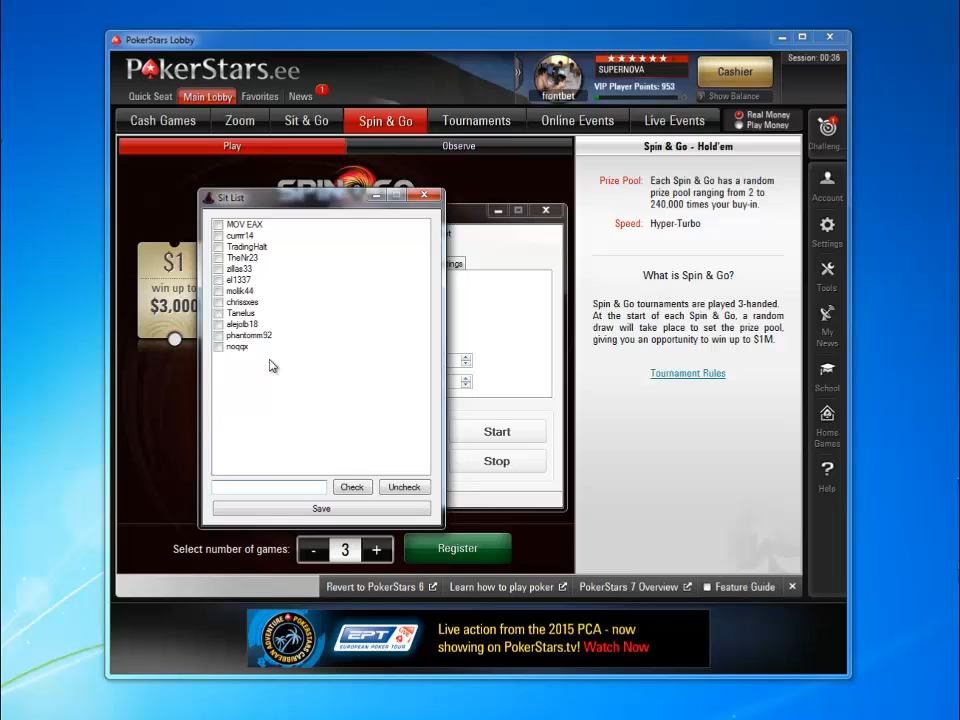 PokerStars Lobby
POKERSTARS.ee
SUPERNOVA
VIP Player Points: 953
frontbet
Cashier
Show Balance
Session: 00:36
Quick Seat Main Lobby Favorites News 1
Cash Games Zoom Sit & Go Spin & Go Tournaments Online Events Live Events
Real Money
Play Money
Play Observe
Spin & Go - Hold'em
SPIN GO
Prize Pool: Each Spin & Go has a random
prize pool ranging from 2 to
240,000 times your buy-in.
Speed: Hyper-Turbo
What is Spin & Go?
Spin & Go tournaments are played 3-handed.
At the start of each Spin & Go, a random
draw will take place to set the prize pool,
giving you an opportunity to win up to $1M.
Tournament Rules
$1
win up to
$3,000
Sit List
MOV EAX
currr14
TradingHalt
TheNr23
zillas33
el1337
molik44
chrissxes
Tanelus
alejolb18
phantomm92
noqqx
Check Uncheck
Save
Start
Stop
Select number of games: - 3 + Register
Challeng...
Account
Settings
Tools
My
News
School
Home
Games
Help
Revert to PokerStars 6 Learn how to play poker PokerStars 7 Overview Feature Guide
EPT
EUROPEAN POKER TOUR
Live action from the 2015 PCA - now
showing on PokerStars.tv! Watch Now